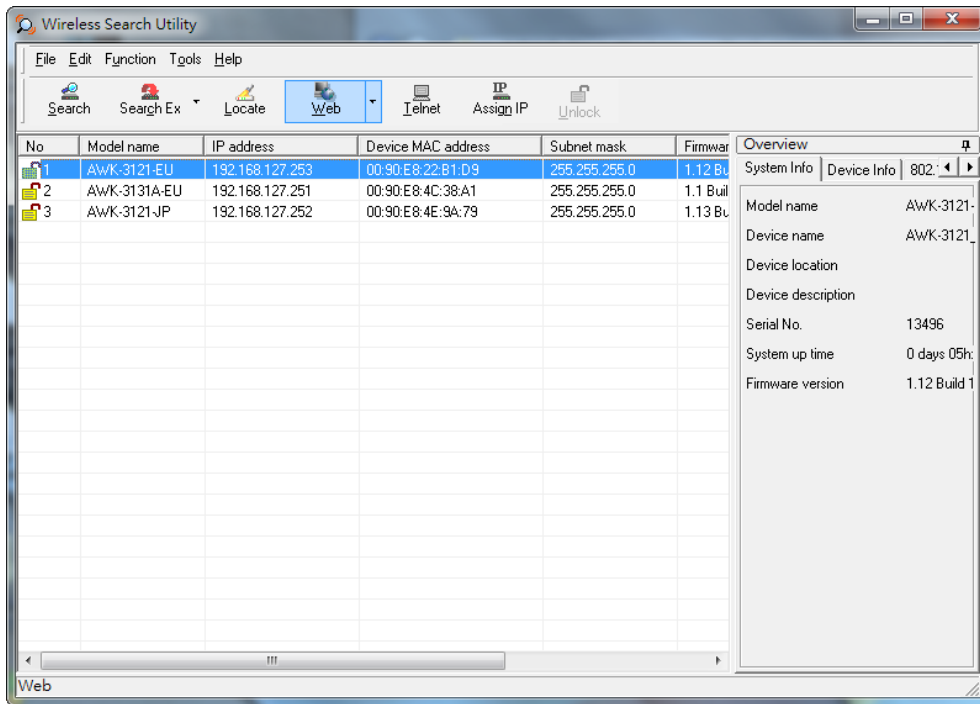 Wireless Search Utility
File Edit Function Tools Help
Search Search Ex Locate Web Telnet Assign IP Unlock
No Model name IP address Device MAC address Subnet mask Firmwar
1 AWK-3121-EU 192.168.127.253 00:90:E8:22:B1:D9 255.255.255.0 1.12 Bu
2 AWK-3131A-EU 192.168.127.251 00:90:E8:4C:38:A1 255.255.255.0 1.1 Buil
3 AWK-3121-JP 192.168.127.252 00:90:E8:4E:9A:79 255.255.255.0 1.13 Bu
Overview
System Info Device Info 802.
Model name AWK-3121-
Device name AWK-3121_
Device location
Device description
Serial No. 13496
System up time 0 days 05h:
Firmware version 1.12 Build 1
Web